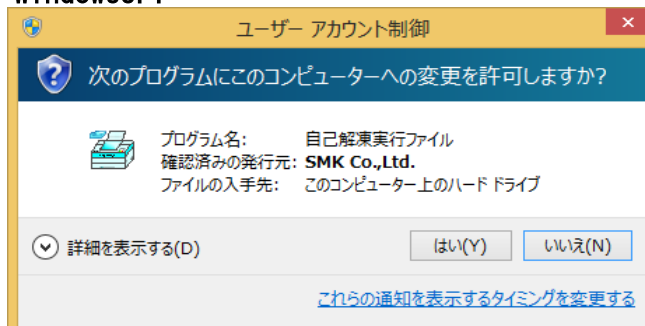 ユーザー アカウント制御
次のプログラムにこのコンピューターへの変更を許可しますか?
プログラム名: 自己解凍実行ファイル
確認済みの発行元: SMK Co.,Ltd.
ファイルの入手先: このコンピューター上のハード ドライブ
詳細を表示する(D) はい(Y) いいえ(N)
これらの通知を表示するタイミングを変更する